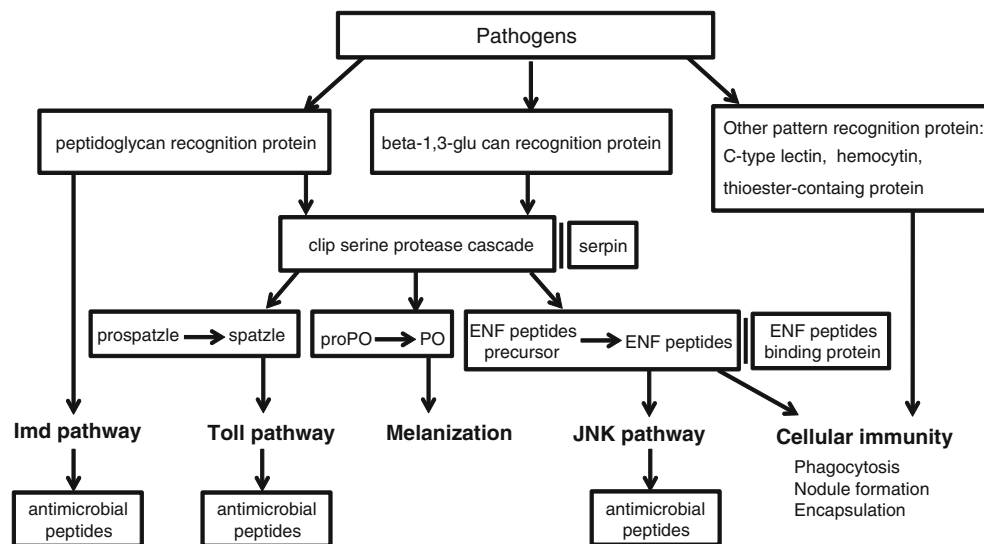 Pathogens
peptidoglycan recognition protein
beta-1,3-glu can recognition protein
Other pattern recognition protein:
C-type lectin, hemocytin,
thioester-containg protein
clip serine protease cascade
serpin
prospatzle
spatzle
proPO
PO
ENF peptides
precursor
ENF peptides
ENF peptides
binding protein
Imd pathway
Toll pathway
Melanization
JNK pathway
Cellular immunity
Phagocytosis
Nodule formation
Encapsulation
antimicrobial
peptides
antimicrobial
peptides
antimicrobial
peptides